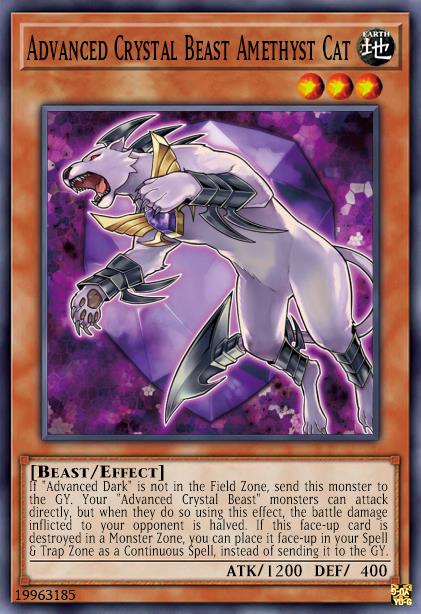 Advanced Crystal Beast Amethyst Cat
EARTH
地
[Beast/Effect]
If "Advanced Dark" is not in the Field Zone, send this monster to
the GY. Your "Advanced Crystal Beast" monsters can attack
directly, but when they do so using this effect, the battle damage
inflicted to your opponent is halved. If this face-up card is
destroyed in a Monster Zone, you can place it face-up in your Spell
& Trap Zone as a Continuous Spell, instead of sending it to the GY.
ATK/1200 DEF/ 400
19963185